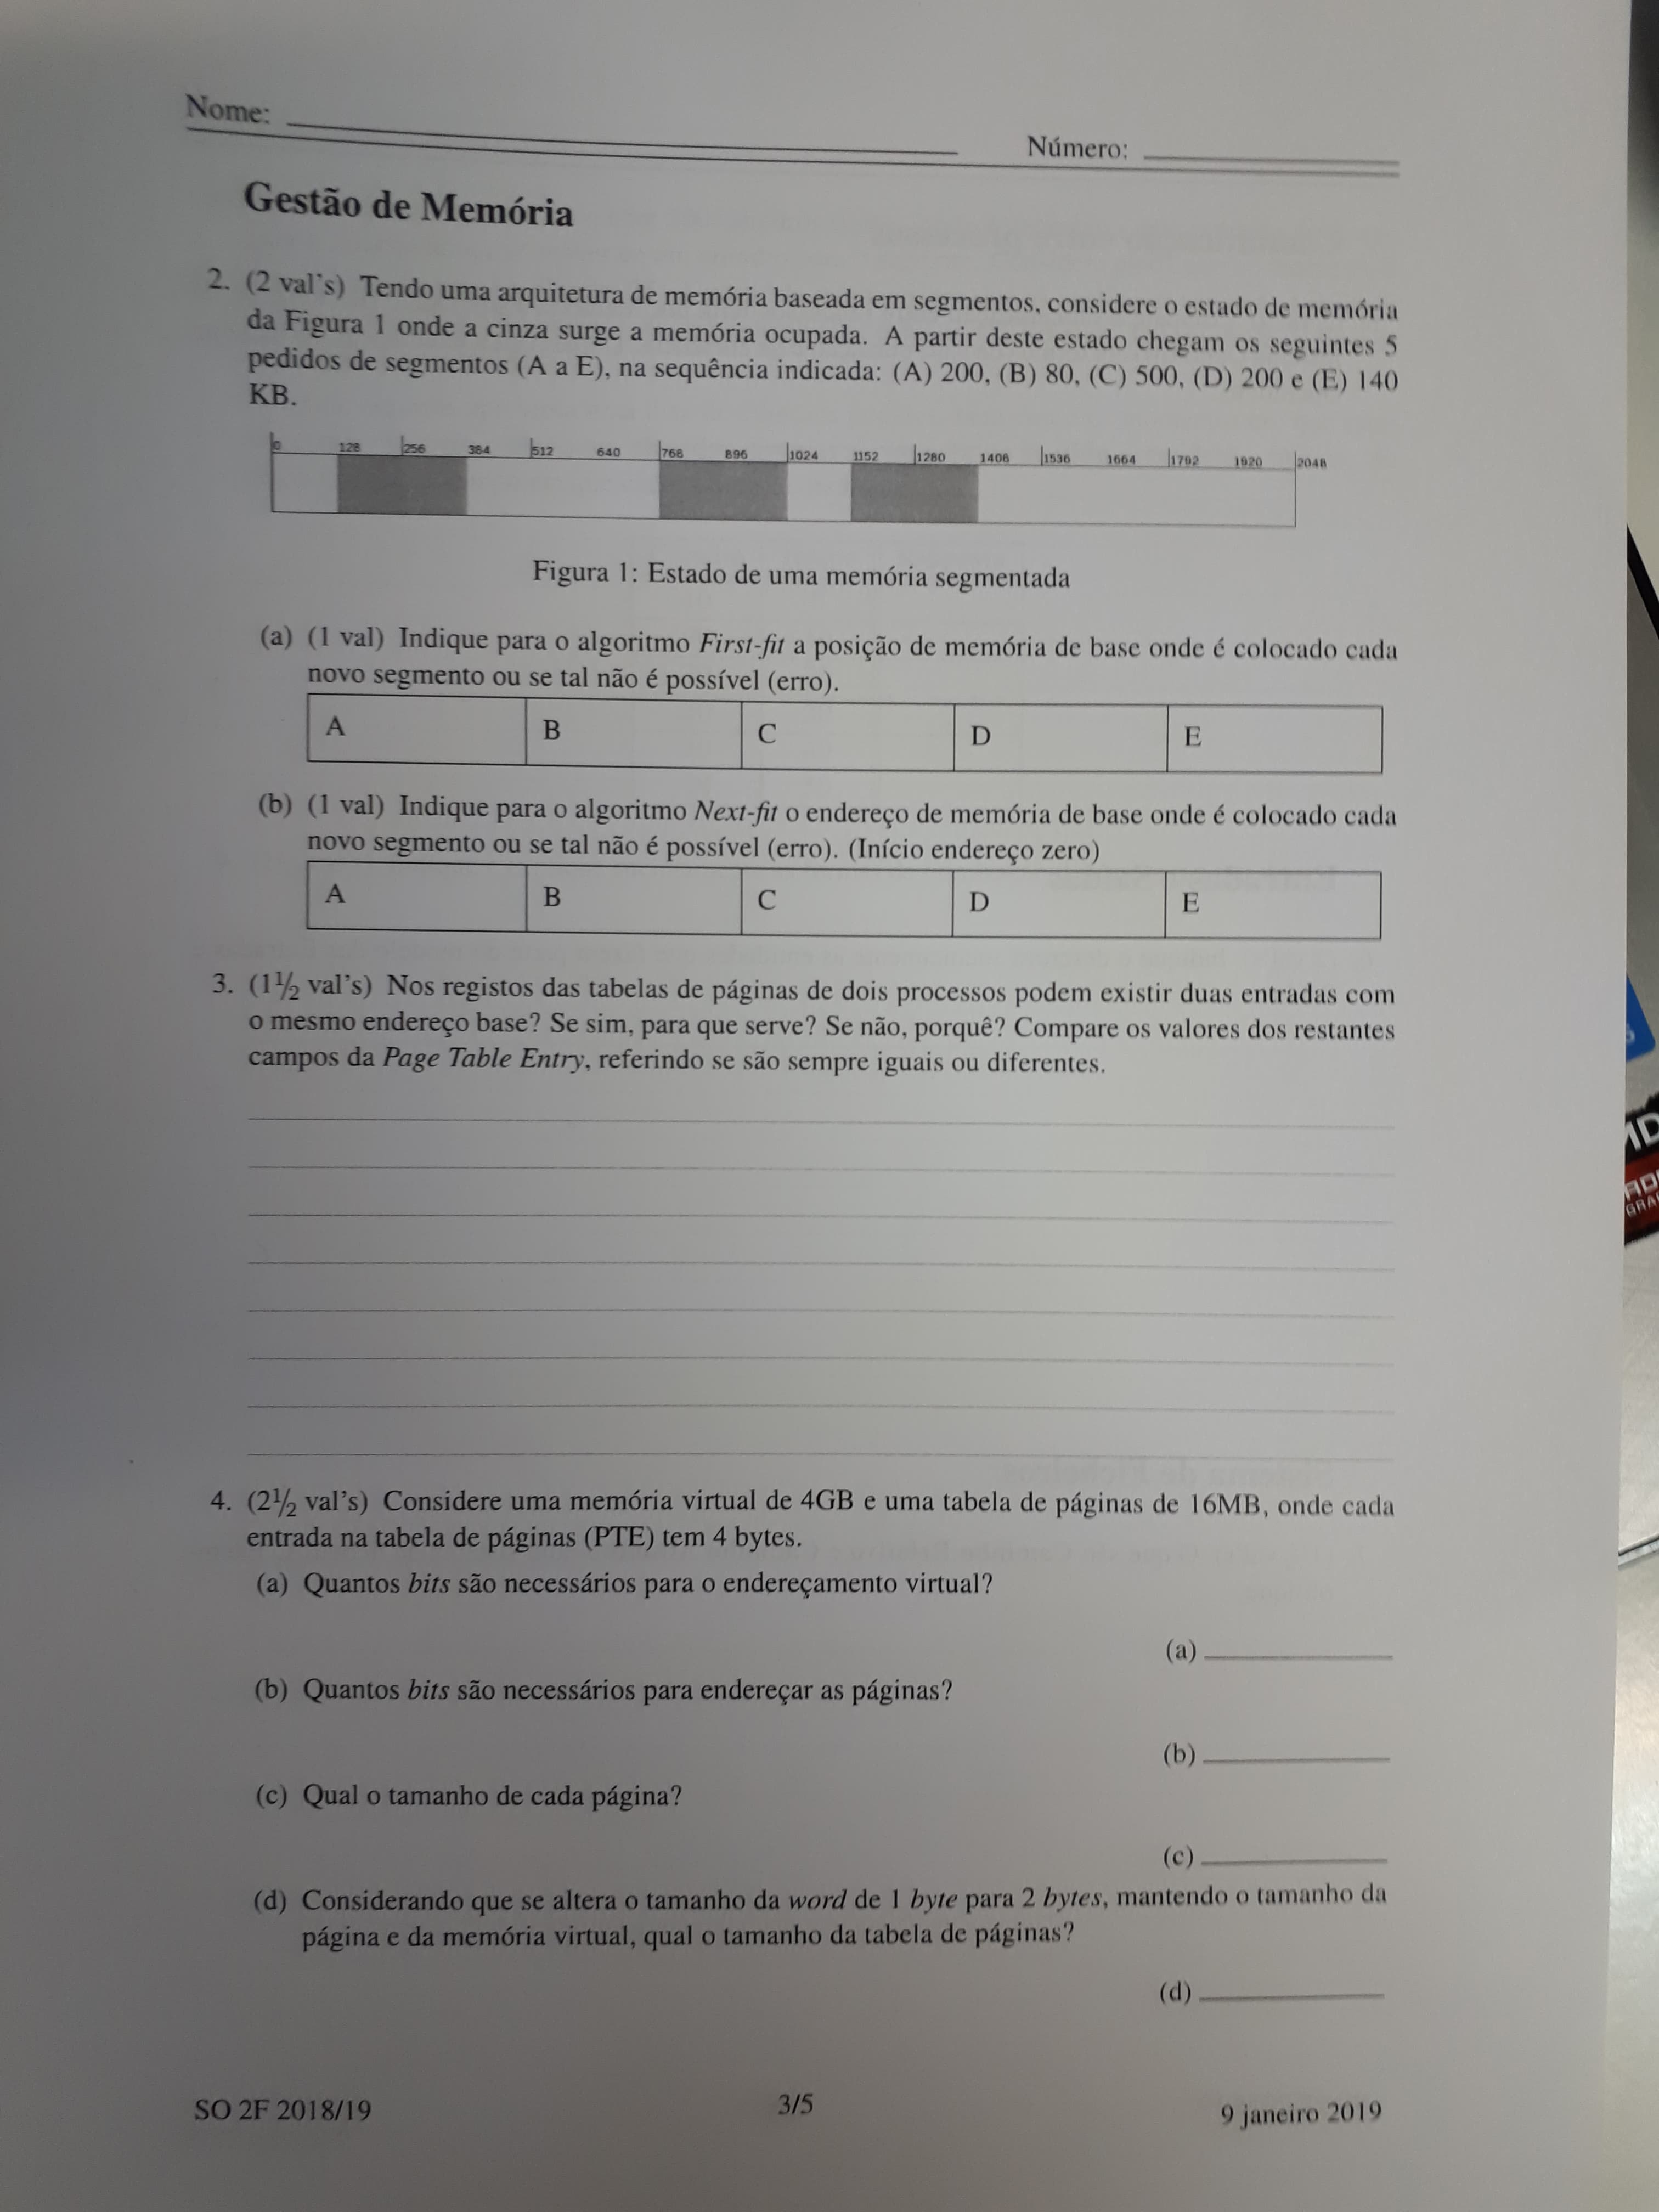 Nome:
Número:
Gestão de Memória
2. (2 val's) Tendo uma arquitetura de memória baseada em segmentos, considere o estado de memória
da Figura 1 onde a cinza surge a memória ocupada. A partir deste estado chegam os seguintes 5
pedidos de segmentos (A a E), na sequência indicada: (A) 200, (B) 80, (C) 500, (D) 200 e (E) 140
KB.
0 128 256 384 512 640 768 896 1024 1152 1280 1408 1536 1664 1792 1920 2048
Figura 1: Estado de uma memória segmentada
(a) (1 val) Indique para o algoritmo First-fit a posição de memória de base onde é colocado cada
novo segmento ou se tal não é possível (erro).
A B C D E
(b) (1 val) Indique para o algoritmo Next-fit o endereço de memória de base onde é colocado cada
novo segmento ou se tal não é possível (erro). (Início endereço zero)
A B C D E
3. (1½ val's) Nos registos das tabelas de páginas de dois processos podem existir duas entradas com
o mesmo endereço base? Se sim, para que serve? Se não, porquê? Compare os valores dos restantes
campos da Page Table Entry, referindo se são sempre iguais ou diferentes.
4. (2½ val's) Considere uma memória virtual de 4GB e uma tabela de páginas de 16MB, onde cada
entrada na tabela de páginas (PTE) tem 4 bytes.
(a) Quantos bits são necessários para o endereçamento virtual?
(a)
(b) Quantos bits são necessários para endereçar as páginas?
(b)
(c) Qual o tamanho de cada página?
(c)
(d) Considerando que se altera o tamanho da word de 1 byte para 2 bytes, mantendo o tamanho da
página e da memória virtual, qual o tamanho da tabela de páginas?
(d)
SO 2F 2018/19
3/5
9 janeiro 2019